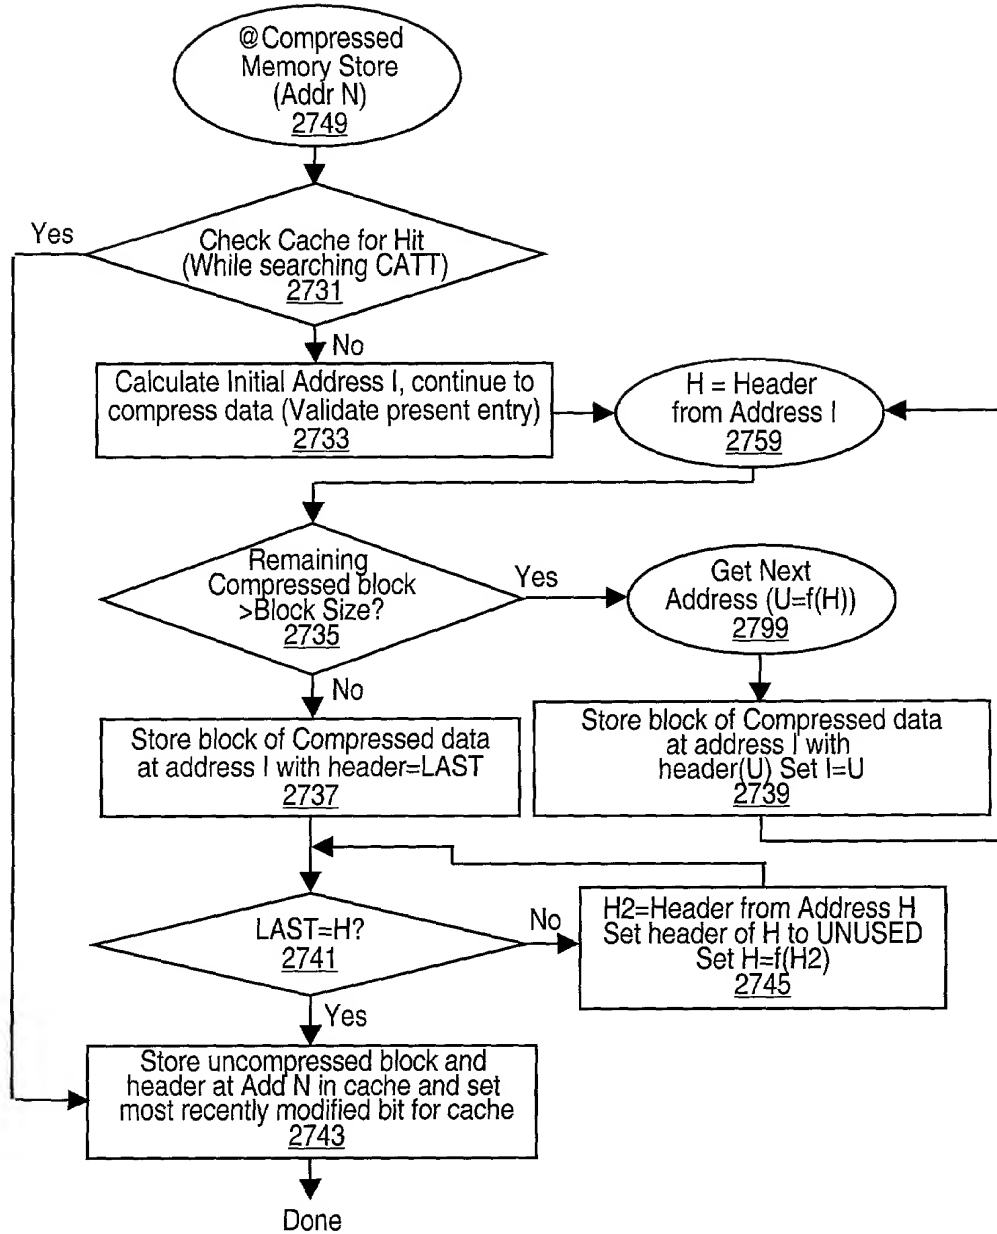 @Compressed
Memory Store
(Addr N)
2749
Yes
Check Cache for Hit
(While searching CATT)
2731
No
Calculate Initial Address I, continue to
compress data (Validate present entry)
2733
H = Header
from Address I
2759
Remaining
Compressed block
>Block Size?
2735
Yes
Get Next
Address (U=f(H))
2799
No
Store block of Compressed data
at address I with header=LAST
2737
Store block of Compressed data
at address I with
header(U) Set I=U
2739
LAST=H?
2741
No
H2=Header from Address H
Set header of H to UNUSED
Set H=f(H2)
2745
Yes
Store uncompressed block and
header at Add N in cache and set
most recently modified bit for cache
2743
Done